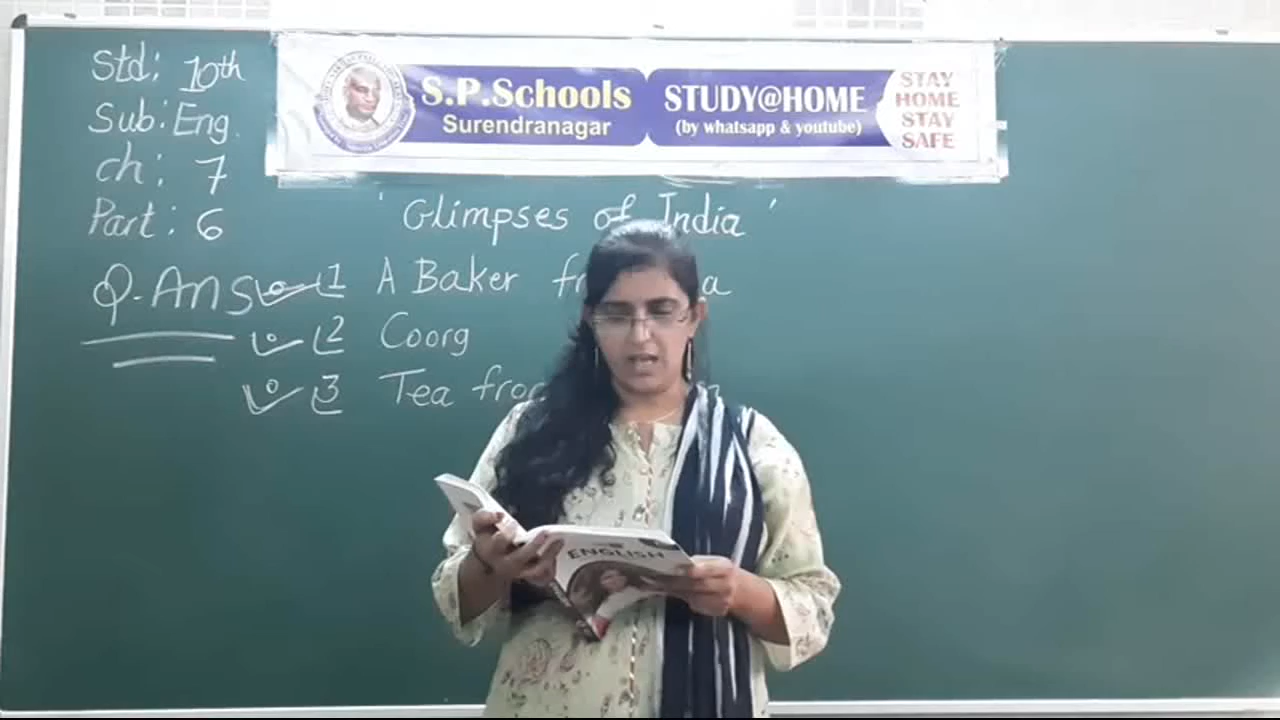 Std: 10th
Sub: Eng.
ch: 7
Part: 6
S.P.Schools
Surendranagar
STUDY@HOME
(by whatsapp & youtube)
STAY
HOME
STAY
SAFE
' Glimpses of India '
Q-Ans
1 A Baker
2 Coorg
3 Tea
ENGLISH